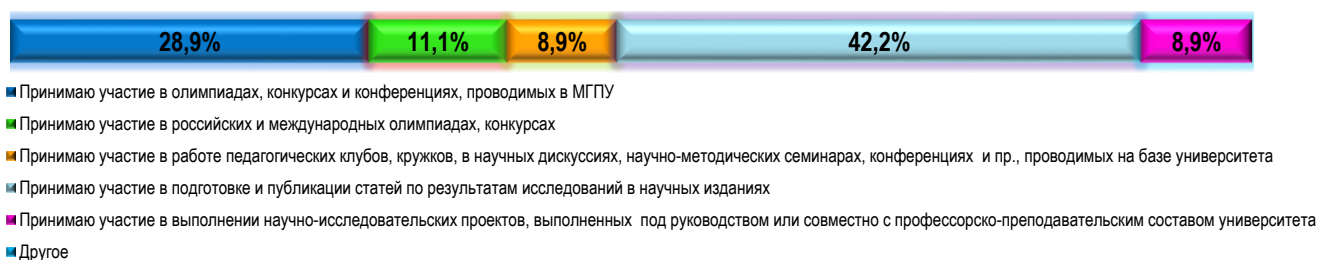 28,9% 11,1% 8,9% 42,2% 8,9%
Принимаю участие в олимпиадах, конкурсах и конференциях, проводимых в МГПУ
Принимаю участие в российских и международных олимпиадах, конкурсах
Принимаю участие в работе педагогических клубов, кружков, в научных дискуссиях, научно-методических семинарах, конференциях и пр., проводимых на базе университета
Принимаю участие в подготовке и публикации статей по результатам исследований в научных изданиях
Принимаю участие в выполнении научно-исследовательских проектов, выполненных под руководством или совместно с профессорско-преподавательским составом университета
Другое